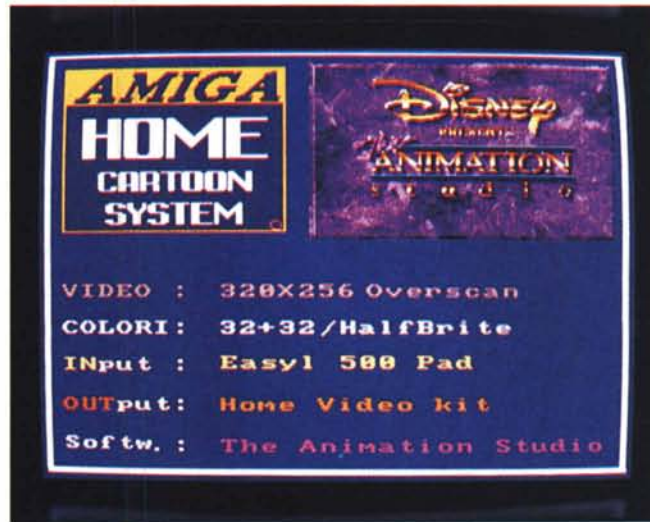 AMIGA
HOME
CARTOON
SYSTEM
DISNEY
PRESENTS
The
ANIMATION
studio
VIDEO : 320X256 Overscan
COLORI: 32+32/HalfBrite
INput : Easyl 500 Pad
OUTput: Home Video kit
Softw. : The Animation Studio